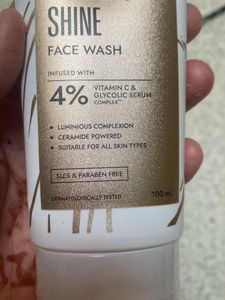 SHINE
FACE WASH
INFUSED WITH
4% VITAMIN C &
GLYCOLIC SERUM
COMPLEX™
• LUMINIOUS COMPLEXION
• CERAMIDE POWERED
• SUITABLE FOR ALL SKIN TYPES
SLES & PARABEN FREE
DERMATOLOGICALLY TESTED
100 mL